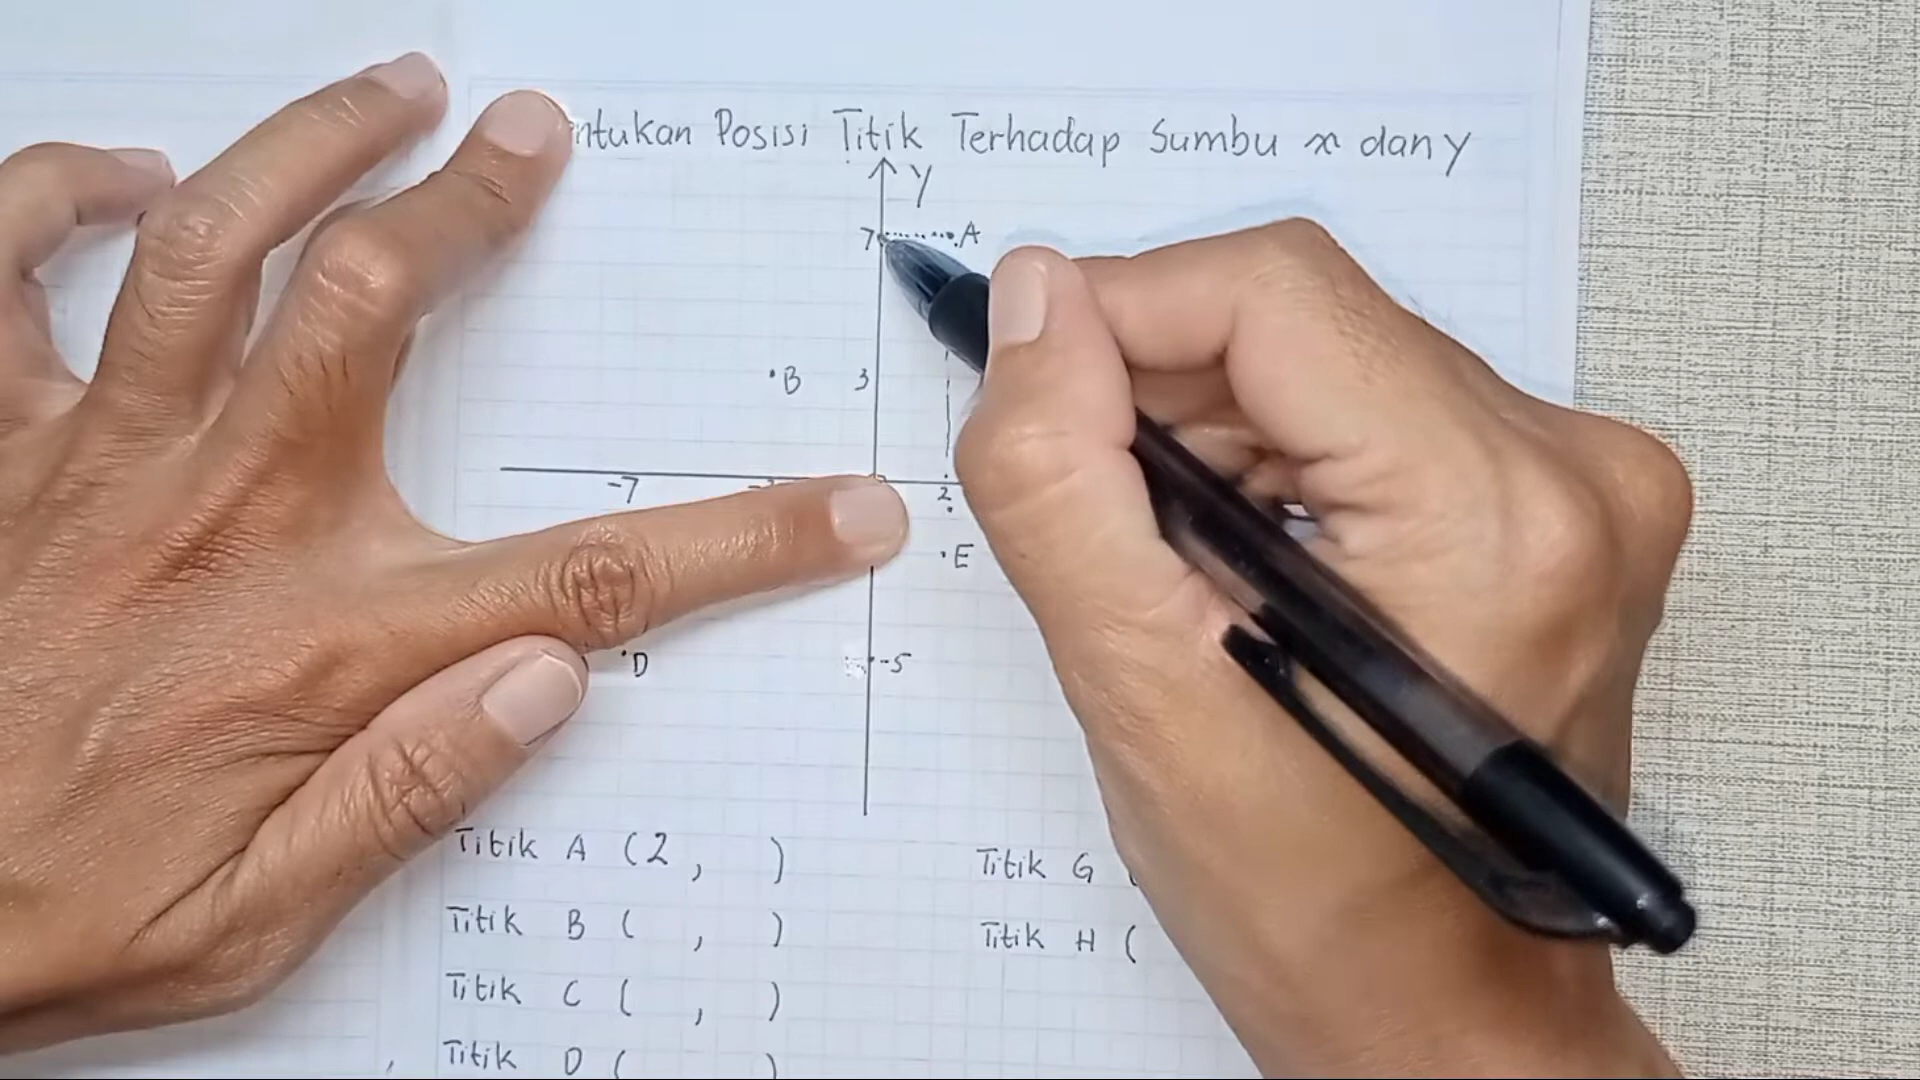 ntukan Posisi Titik Terhadap Sumbu x dan y
y
7 A
B 3
-7 2
E
D -5
Titik A (2, )
Titik B ( , )
Titik C ( , )
Titik D ( )
Titik G (
Titik H (